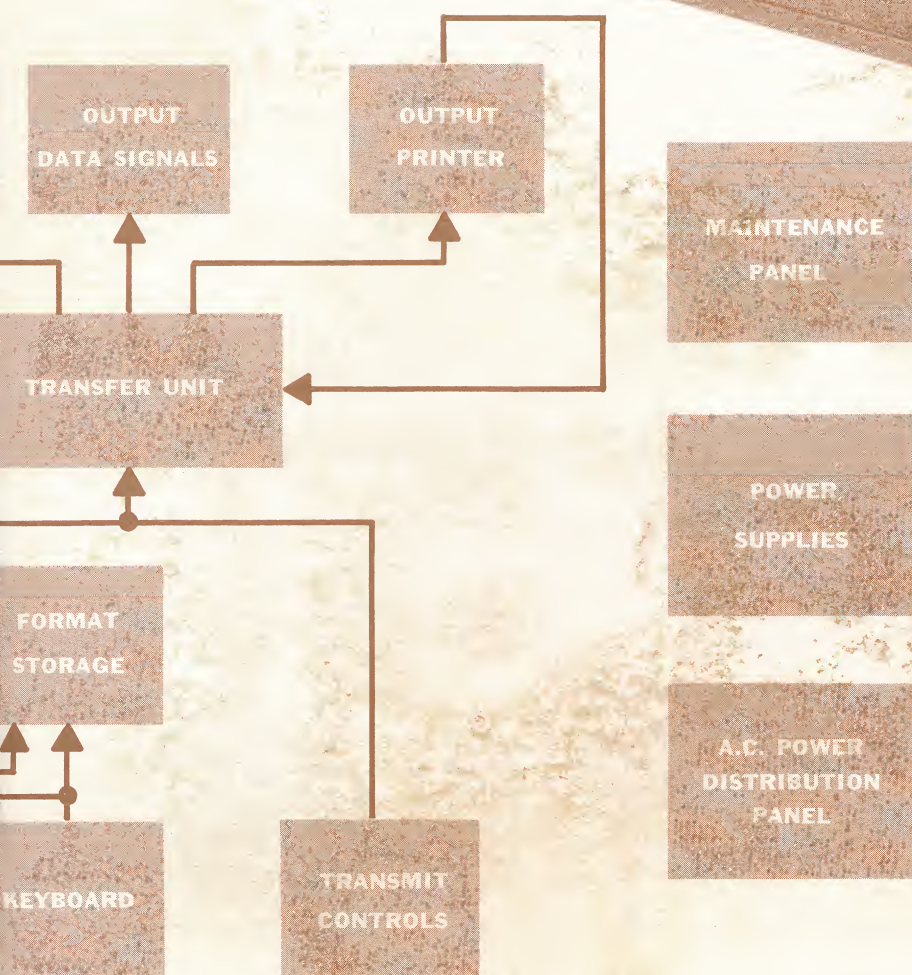 OUTPUT
DATA SIGNALS
OUTPUT
PRINTER
MAINTENANCE
PANEL
TRANSFER UNIT
POWER
SUPPLIES
FORMAT
STORAGE
A.C. POWER
DISTRIBUTION
PANEL
KEYBOARD
TRANSMIT
CONTROLS